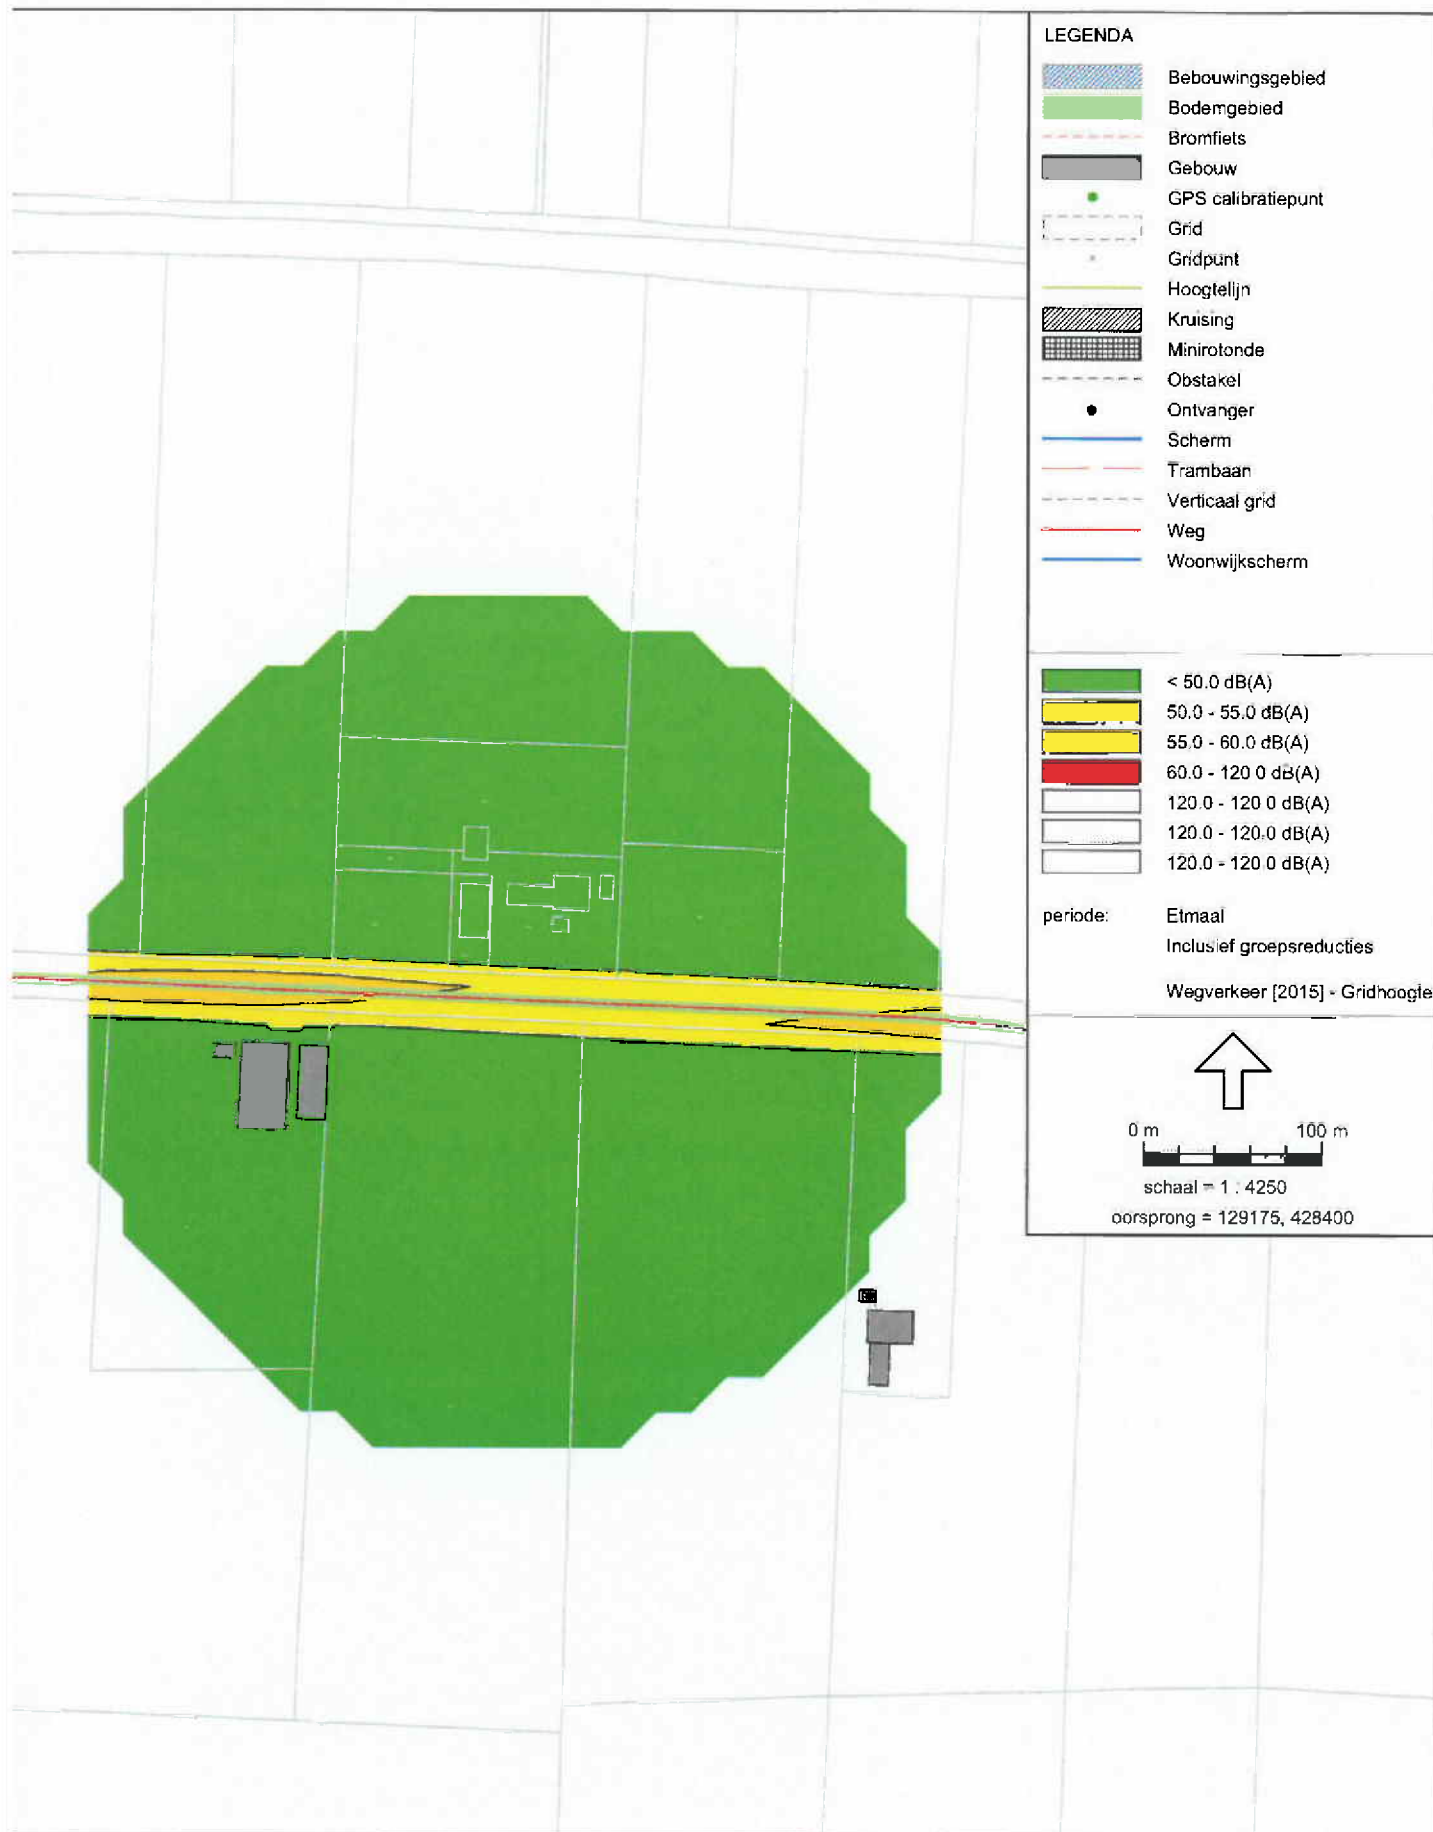 LEGENDA
Bebouwingsgebied
Bodemgebied
Bromfiets
Gebouw
GPS calibratiepunt
Grid
Gridpunt
Hoogtelijn
Kruising
Minirotonde
Obstakel
Ontvanger
Scherm
Trambaan
Verticaal grid
Weg
Woonwijkscherm
< 50.0 dB(A)
50.0 - 55.0 dB(A)
55.0 - 60.0 dB(A)
60.0 - 120 0 dB(A)
120.0 - 120 0 dB(A)
120.0 - 120.0 dB(A)
120.0 - 120 0 dB(A)
periode: Etmaal
Inclusief groepsreducties
Wegverkeer [2015] - Gridhoogte
0 m 100 m
schaal = 1 : 4250
oorsprong = 129175, 428400